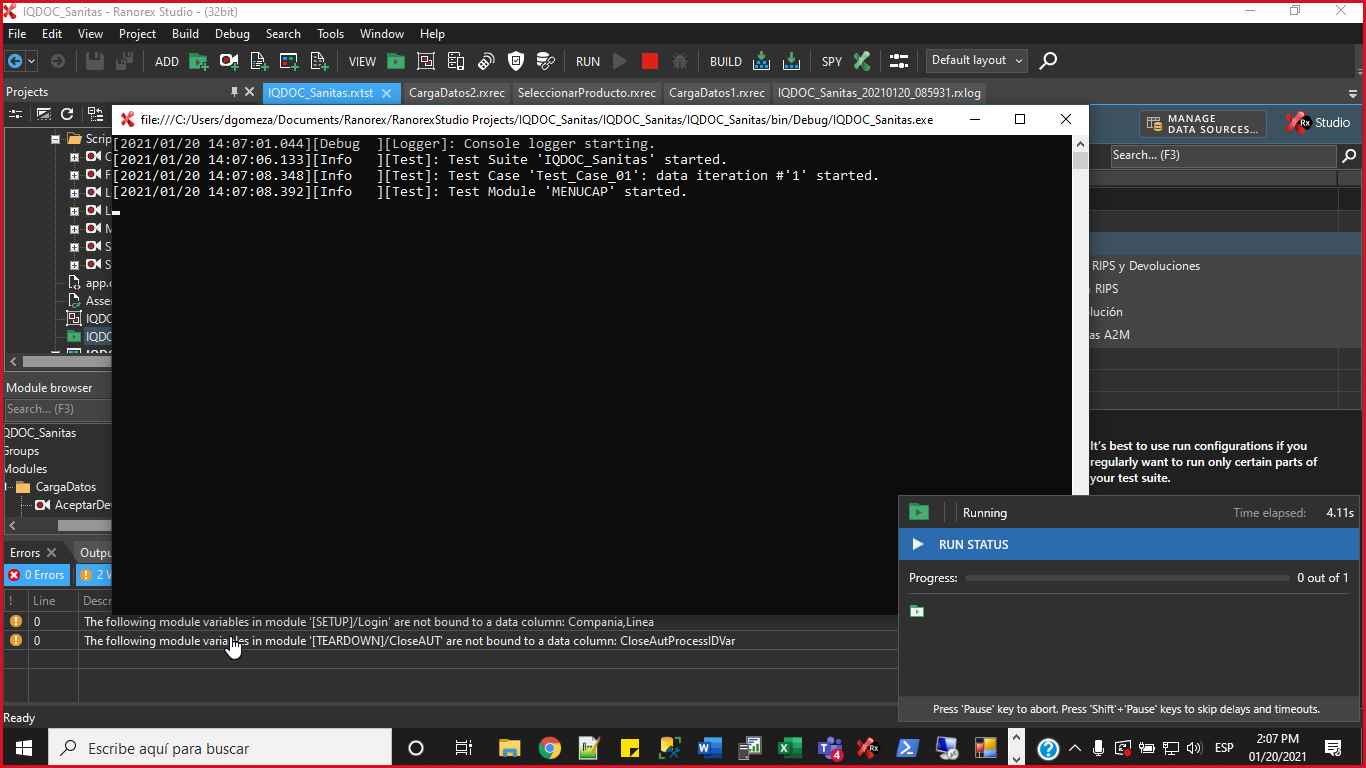 IQDOC_Sanitas - Ranorex Studio - (32bit)
File Edit View Project Build Debug Search Tools Window Help
ADD VIEW RUN BUILD SPY Default layout
Projects
IQDOC_Sanitas.rxtst CargaDatos2.rxrec SeleccionarProducto.rxrec CargaDatos1.rxrec IQDOC_Sanitas_20210120_085931.rxlog
file:///C:/Users/dgomeza/Documents/Ranorex/RanorexStudio Projects/IQDOC_Sanitas/IQDOC_Sanitas/IQDOC_Sanitas/bin/Debug/IQDOC_Sanitas.exe
MANAGE
DATA SOURCES...
Rx Studio
Search... (F3)
[2021/01/20 14:07:01.044][Debug ][Logger]: Console logger starting.
[2021/01/20 14:07:06.133][Info ][Test]: Test Suite 'IQDOC_Sanitas' started.
[2021/01/20 14:07:08.348][Info ][Test]: Test Case 'Test_Case_01': data iteration #'1' started.
[2021/01/20 14:07:08.392][Info ][Test]: Test Module 'MENUCAP' started.
Scrip
C
F
L
L
M
S
S
app.c
Asse
IQDC
IQDC
RIPS y Devoluciones
RIPS
lución
as A2M
Module browser
Search... (F3)
QDOC_Sanitas
Groups
Modules
CargaDatos
AceptarDe
It's best to use run configurations if you
regularly want to run only certain parts of
your test suite.
Running Time elapsed: 4.11s
RUN STATUS
Progress: 0 out of 1
Press 'Pause' key to abort. Press 'Shift'+'Pause' keys to skip delays and timeouts.
Errors Outpu
0 Errors 2 W
! Line Descr
0 The following module variables in module '[SETUP]/Login' are not bound to a data column: Compania,Linea
0 The following module variables in module '[TEARDOWN]/CloseAUT' are not bound to a data column: CloseAutProcessIDVar
Ready
Escribe aquí para buscar
4
ESP
2:07 PM
01/20/2021